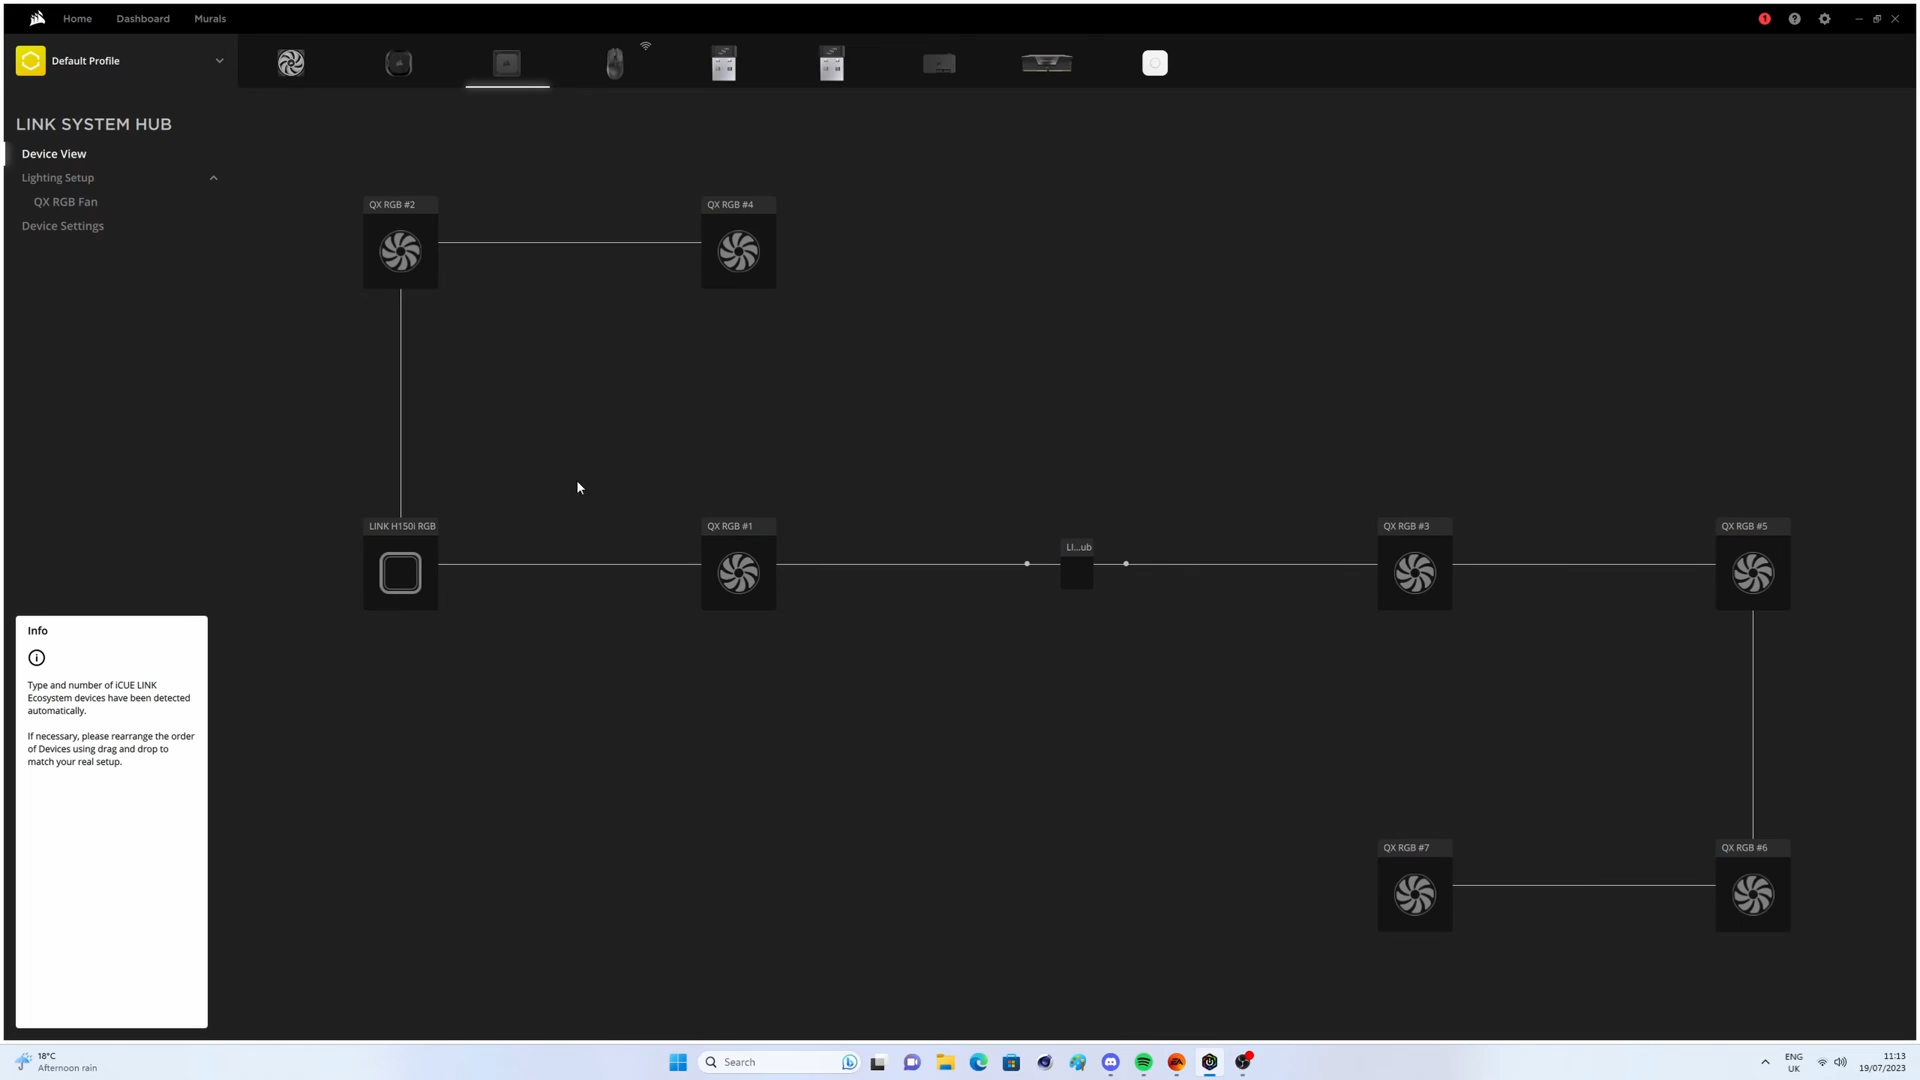 Home Dashboard Murals
1
Default Profile
LINK SYSTEM HUB
Device View
Lighting Setup
QX RGB Fan
Device Settings
QX RGB #2
QX RGB #4
LINK H150i RGB
QX RGB #1
LI...ub
QX RGB #3
QX RGB #5
QX RGB #7
QX RGB #6
Info
Type and number of iCUE LINK
Ecosystem devices have been detected
automatically.
If necessary, please rearrange the order
of Devices using drag and drop to
match your real setup.
18°C
Afternoon rain
Search
ENG
UK
11:13
19/07/2023